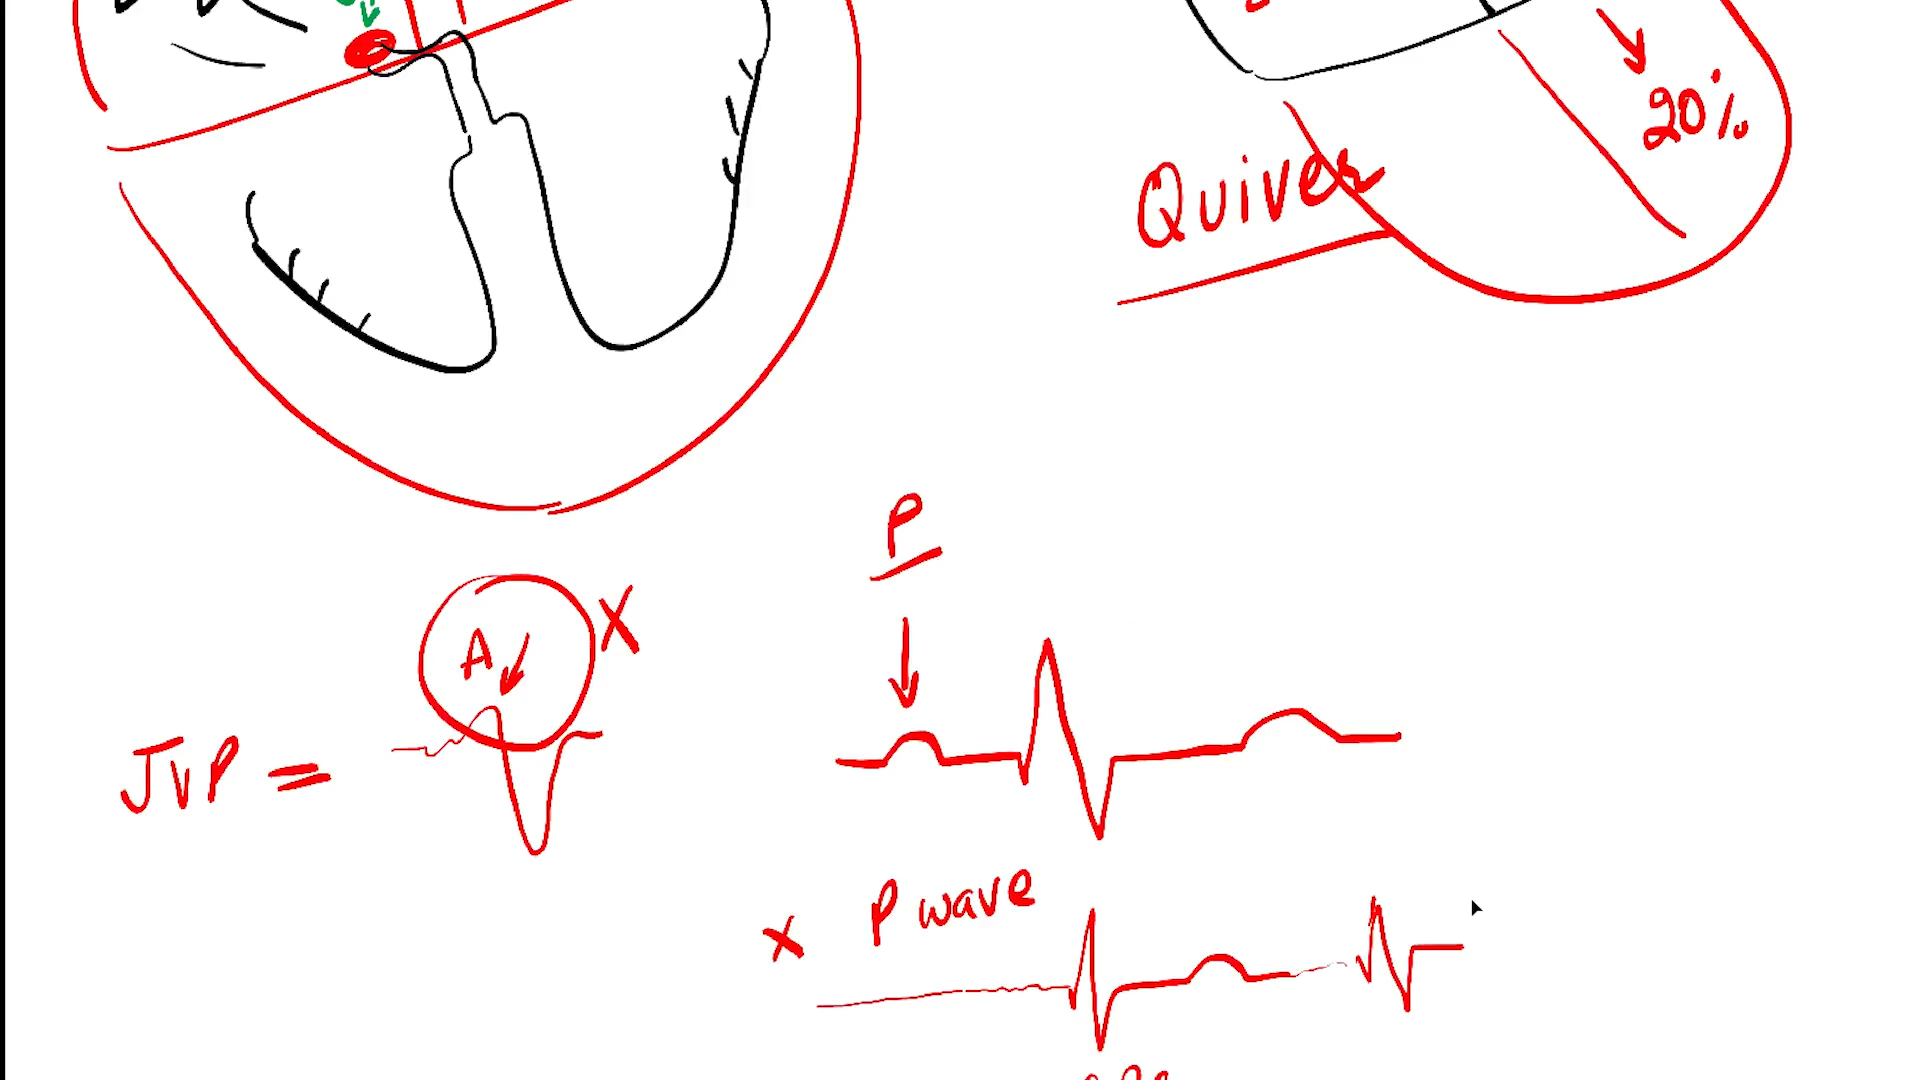 20%
Quiver
P
A X
JVP =
x P wave